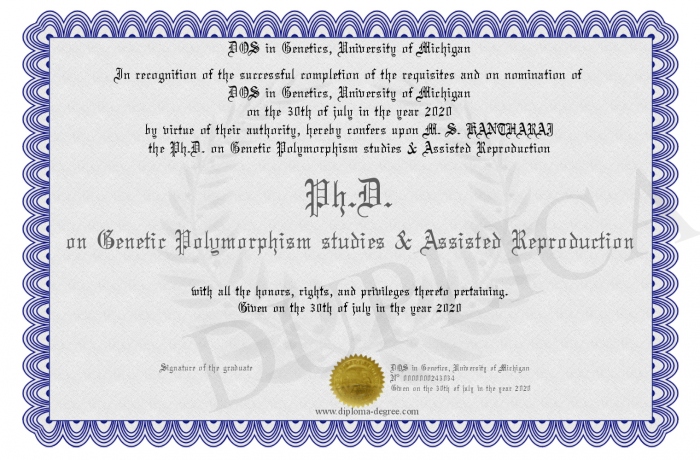 DOS in Genetics, University of Michigan
In recognition of the successful completion of the requisites and on nomination of
DOS in Genetics, University of Michigan
on the 30th of july in the year 2020
by virtue of their authority, hereby confers upon M. S. KANTHARAJ
the Ph.D. on Genetic Polymorphism studies & Assisted Reproduction
Ph.D.
on Genetic Polymorphism studies & Assisted Reproduction
DUPLICA
with all the honors, rights, and privileges thereto pertaining.
Given on the 30th of july in the year 2020
Signature of the graduate
DOS in Genetics, University of Michigan
Nº 0000000243034
Given on the 30th of july in the year 2020
www.diploma-degree.com